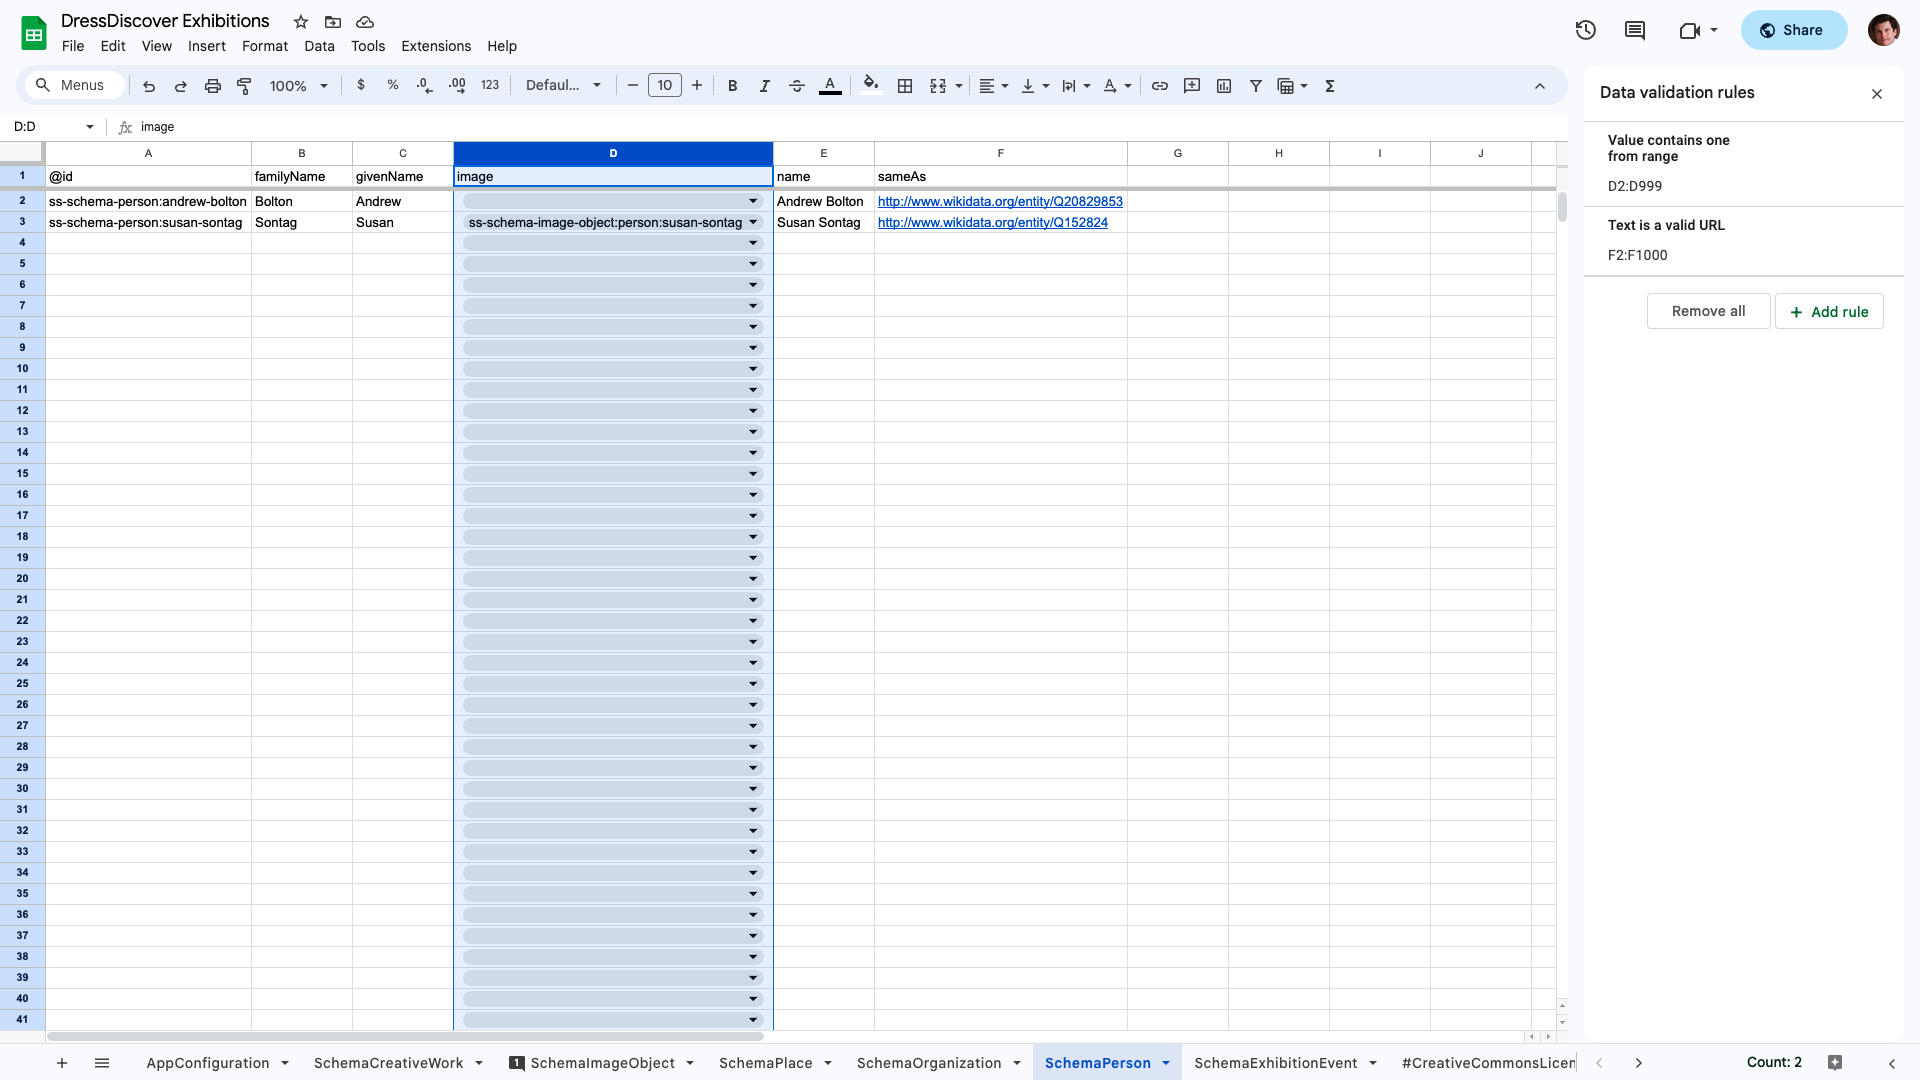 DressDiscover Exhibitions
File Edit View Insert Format Data Tools Extensions Help
Share
Menus 100% $ % .0 .00 123 Defaul... 10 B I A
D:D fx image
A B C D E F G H I J
1 @id familyName givenName image name sameAs
2 ss-schema-person:andrew-bolton Bolton Andrew Andrew Bolton http://www.wikidata.org/entity/Q20829853
3 ss-schema-person:susan-sontag Sontag Susan ss-schema-image-object:person:susan-sontag Susan Sontag http://www.wikidata.org/entity/Q152824
4
5
6
7
8
9
10
11
12
13
14
15
16
17
18
19
20
21
22
23
24
25
26
27
28
29
30
31
32
33
34
35
36
37
38
39
40
41
Data validation rules
Value contains one
from range
D2:D999
Text is a valid URL
F2:F1000
Remove all + Add rule
AppConfiguration SchemaCreativeWork 1 SchemaImageObject SchemaPlace SchemaOrganization SchemaPerson SchemaExhibitionEvent #CreativeCommonsLicen Count: 2